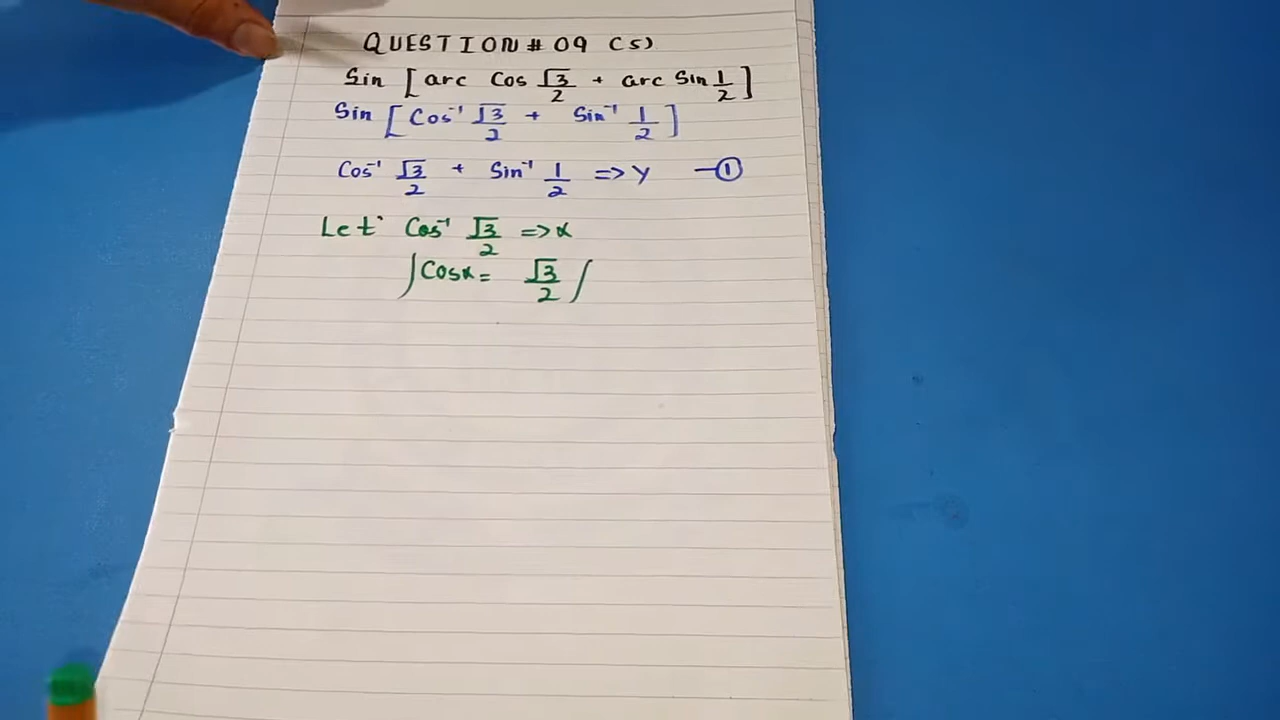 QUESTION # 09 (5)
Sin [arc Cos √3/2 + arc Sin 1/2]
Sin [Cos⁻¹ √3/2 + Sin⁻¹ 1/2]
Cos⁻¹ √3/2 + Sin⁻¹ 1/2 => y —①
Let Cos⁻¹ √3/2 => α
∫Cosα = √3/2 ∫